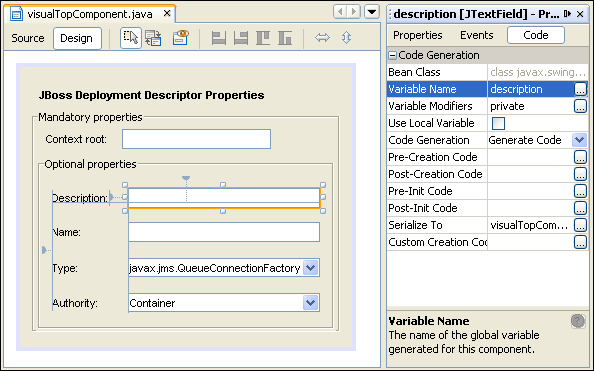 visualTopComponent.java
Source Design
JBoss Deployment Descriptor Properties
Mandatory properties
Context root:
Optional properties
Description:
Name:
Type: javax.jms.QueueConnectionFactory
Authority: Container
description [JTextField] - Pr...
Properties Events Code
Code Generation
Bean Class class javax.swing...
Variable Name description ...
Variable Modifiers private ...
Use Local Variable
Code Generation Generate Code
Pre-Creation Code ...
Post-Creation Code ...
Pre-Init Code ...
Post-Init Code ...
Serialize To visualTopCom... ...
Custom Creation Coc ...
Variable Name ?
The name of the global variable
generated for this component.